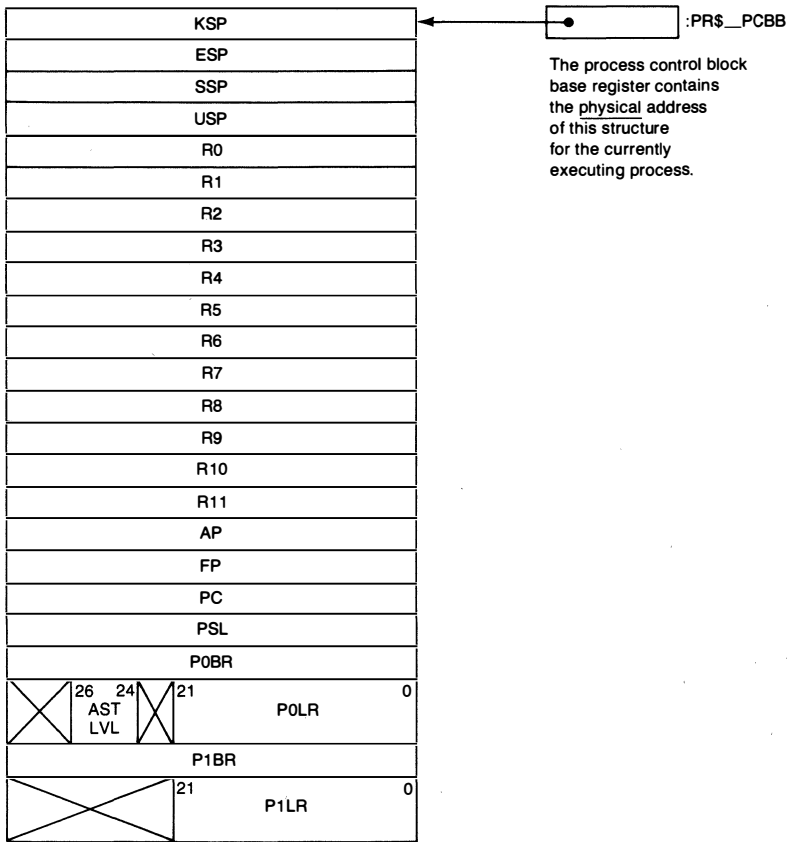 KSP
:PR$__PCBB
ESP
SSP
USP
R0
R1
R2
R3
R4
R5
R6
R7
R8
R9
R10
R11
AP
FP
PC
PSL
P0BR
26 24 21 0
AST
LVL
P0LR
P1BR
21 0
P1LR
The process control block
base register contains
the physical address
of this structure
for the currently
executing process.